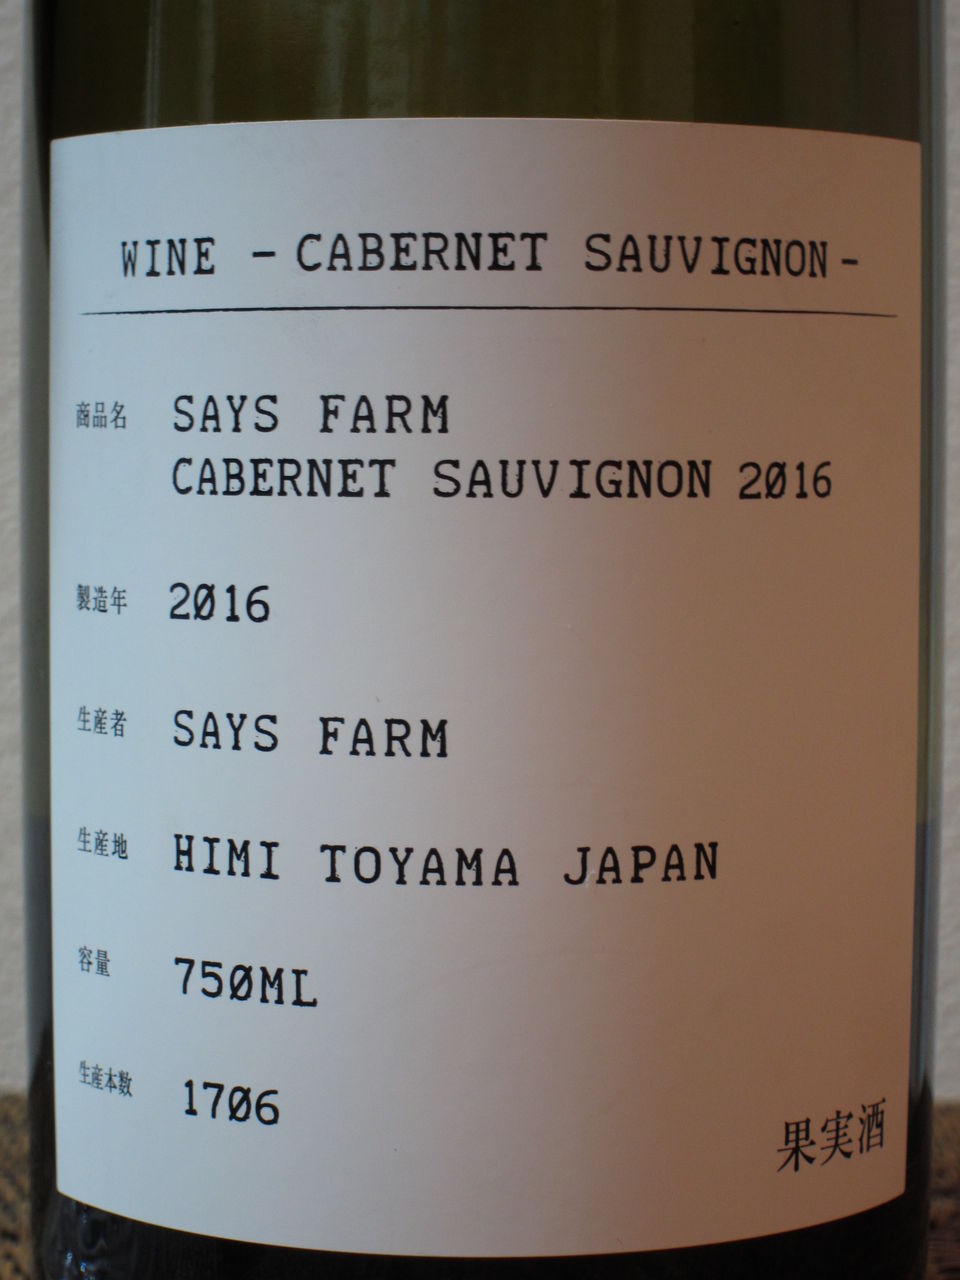 WINE - CABERNET SAUVIGNON -
商品名 SAYS FARM
CABERNET SAUVIGNON 2016
製造年 2016
生産者 SAYS FARM
生産地 HIMI TOYAMA JAPAN
容量 750ML
生産本数 1706
果実酒